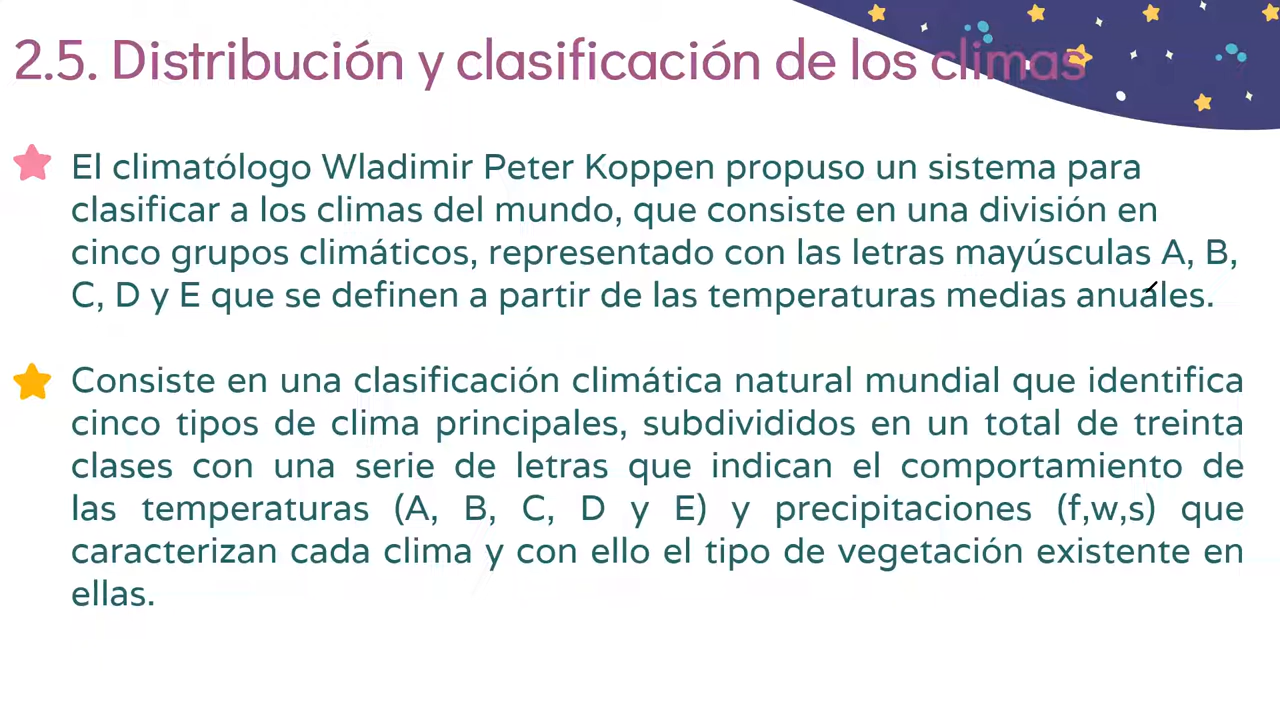 2.5. Distribución y clasificación de los climas
El climatólogo Wladimir Peter Koppen propuso un sistema para
clasificar a los climas del mundo, que consiste en una división en
cinco grupos climáticos, representado con las letras mayúsculas A, B,
C, D y E que se definen a partir de las temperaturas medias anuales.
Consiste en una clasificación climática natural mundial que identifica
cinco tipos de clima principales, subdivididos en un total de treinta
clases con una serie de letras que indican el comportamiento de
las temperaturas (A, B, C, D y E) y precipitaciones (f,w,s) que
caracterizan cada clima y con ello el tipo de vegetación existente en
ellas.